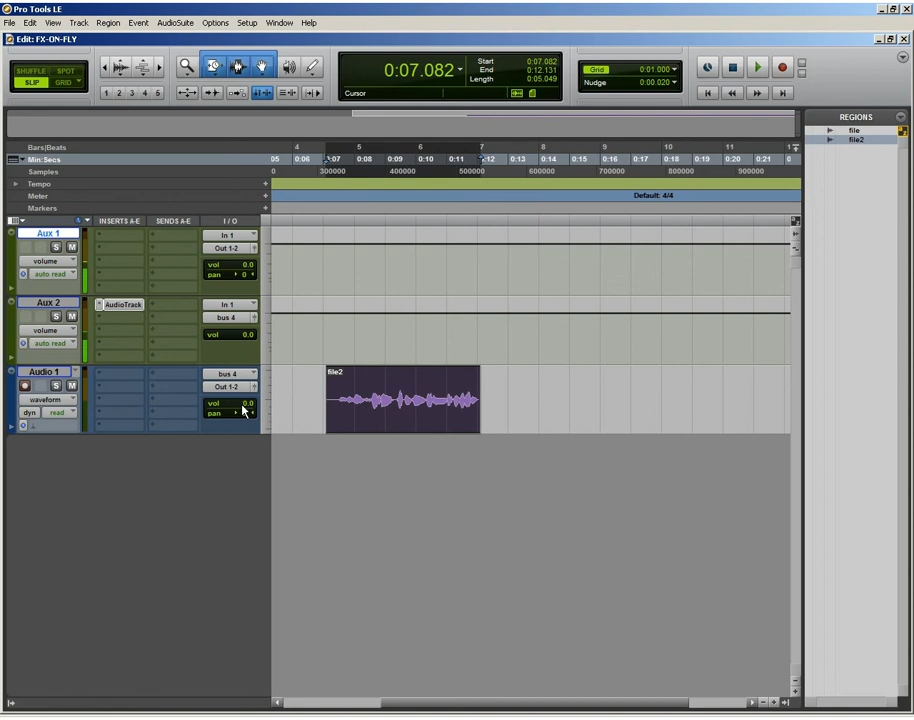 Pro Tools LE
File Edit View Track Region Event AudioSuite Options Setup Window Help
Edit: FX-ON-FLY
SHUFFLE SPOT
SLIP GRID
1 2 3 4 5
0:07.082
Start 0:07.082
End 0:12.131
Length 0:05.049
Cursor
Grid 0:01.000
Nudge 0:00.020
REGIONS
file
file2
Bars|Beats 4 5 6 7 8 9 10 11 1
Min:Secs 05 0:06 0:07 0:08 0:09 0:10 0:11 0:12 0:13 0:14 0:15 0:16 0:17 0:18 0:19 0:20 0:21 0
Samples 300000 400000 500000 600000 700000 800000 900000
Tempo
Meter Default: 4/4
Markers
INSERTS A-E SENDS A-E I / O
Aux 1 In 1
S M Out 1-2
volume vol 0.0
auto read pan 0
Aux 2 AudioTrack In 1
S M bus 4
volume vol 0.0
auto read
Audio 1 bus 4 file2
S M Out 1-2
waveform vol 0.0
dyn read pan